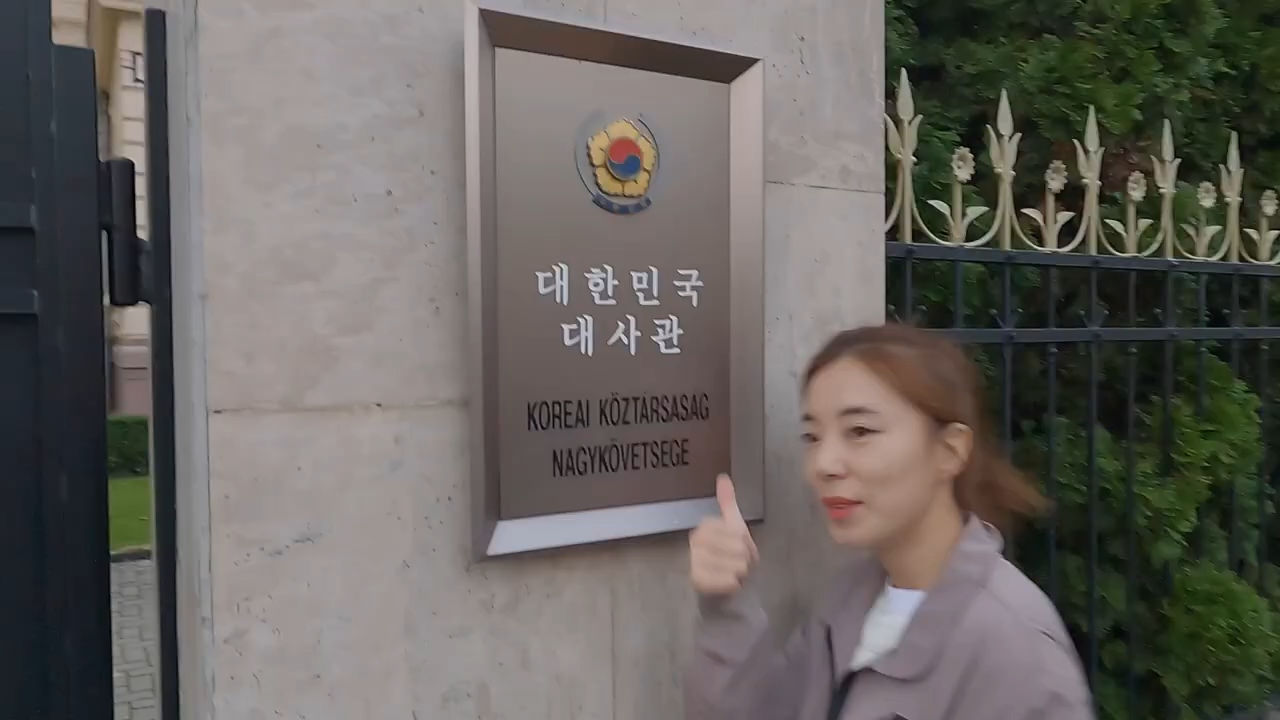 대한민국
대사관
KOREAI KÖZTÁRSASÁG
NAGYKÖVETSÉGE